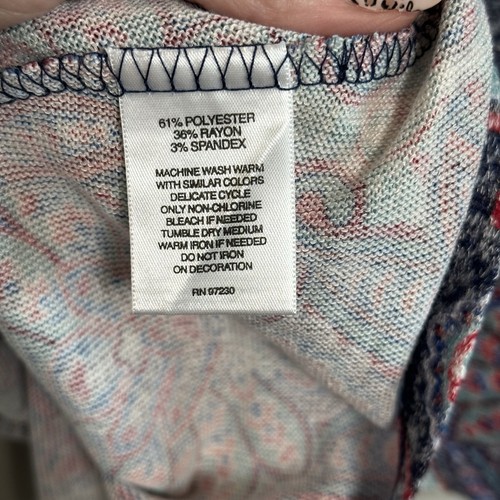 61% POLYESTER
36% RAYON
3% SPANDEX
MACHINE WASH WARM
WITH SIMILAR COLORS
DELICATE CYCLE
ONLY NON-CHLORINE
BLEACH IF NEEDED
TUMBLE DRY MEDIUM
WARM IRON IF NEEDED
DO NOT IRON
ON DECORATION
RN 97230